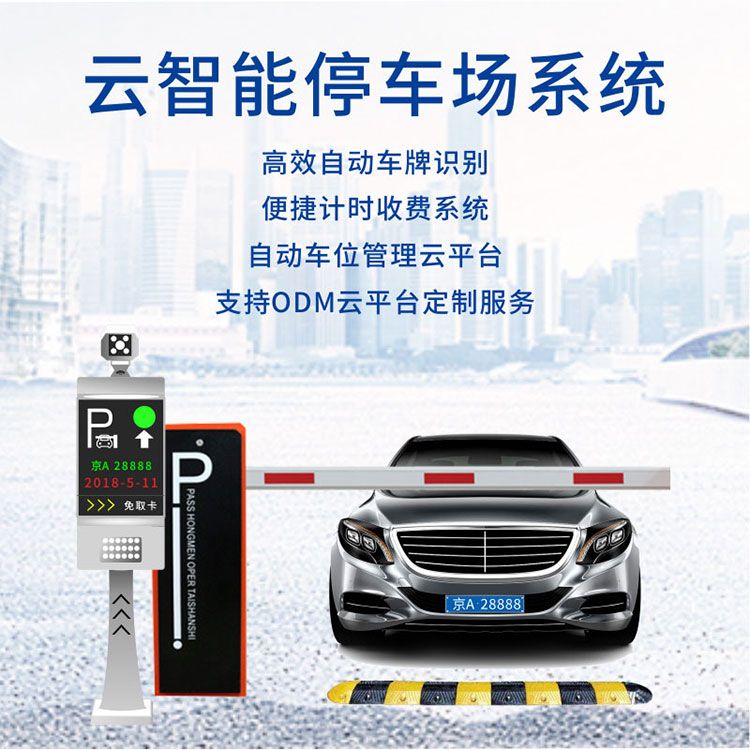 云智能停车场系统
高效自动车牌识别
便捷计时收费系统
自动车位管理云平台
支持ODM云平台定制服务
P
京A 28888
2018-5-11
>>> 免取卡
P
PASS HONGMEN OPER TAISHANSHI
京A·28888